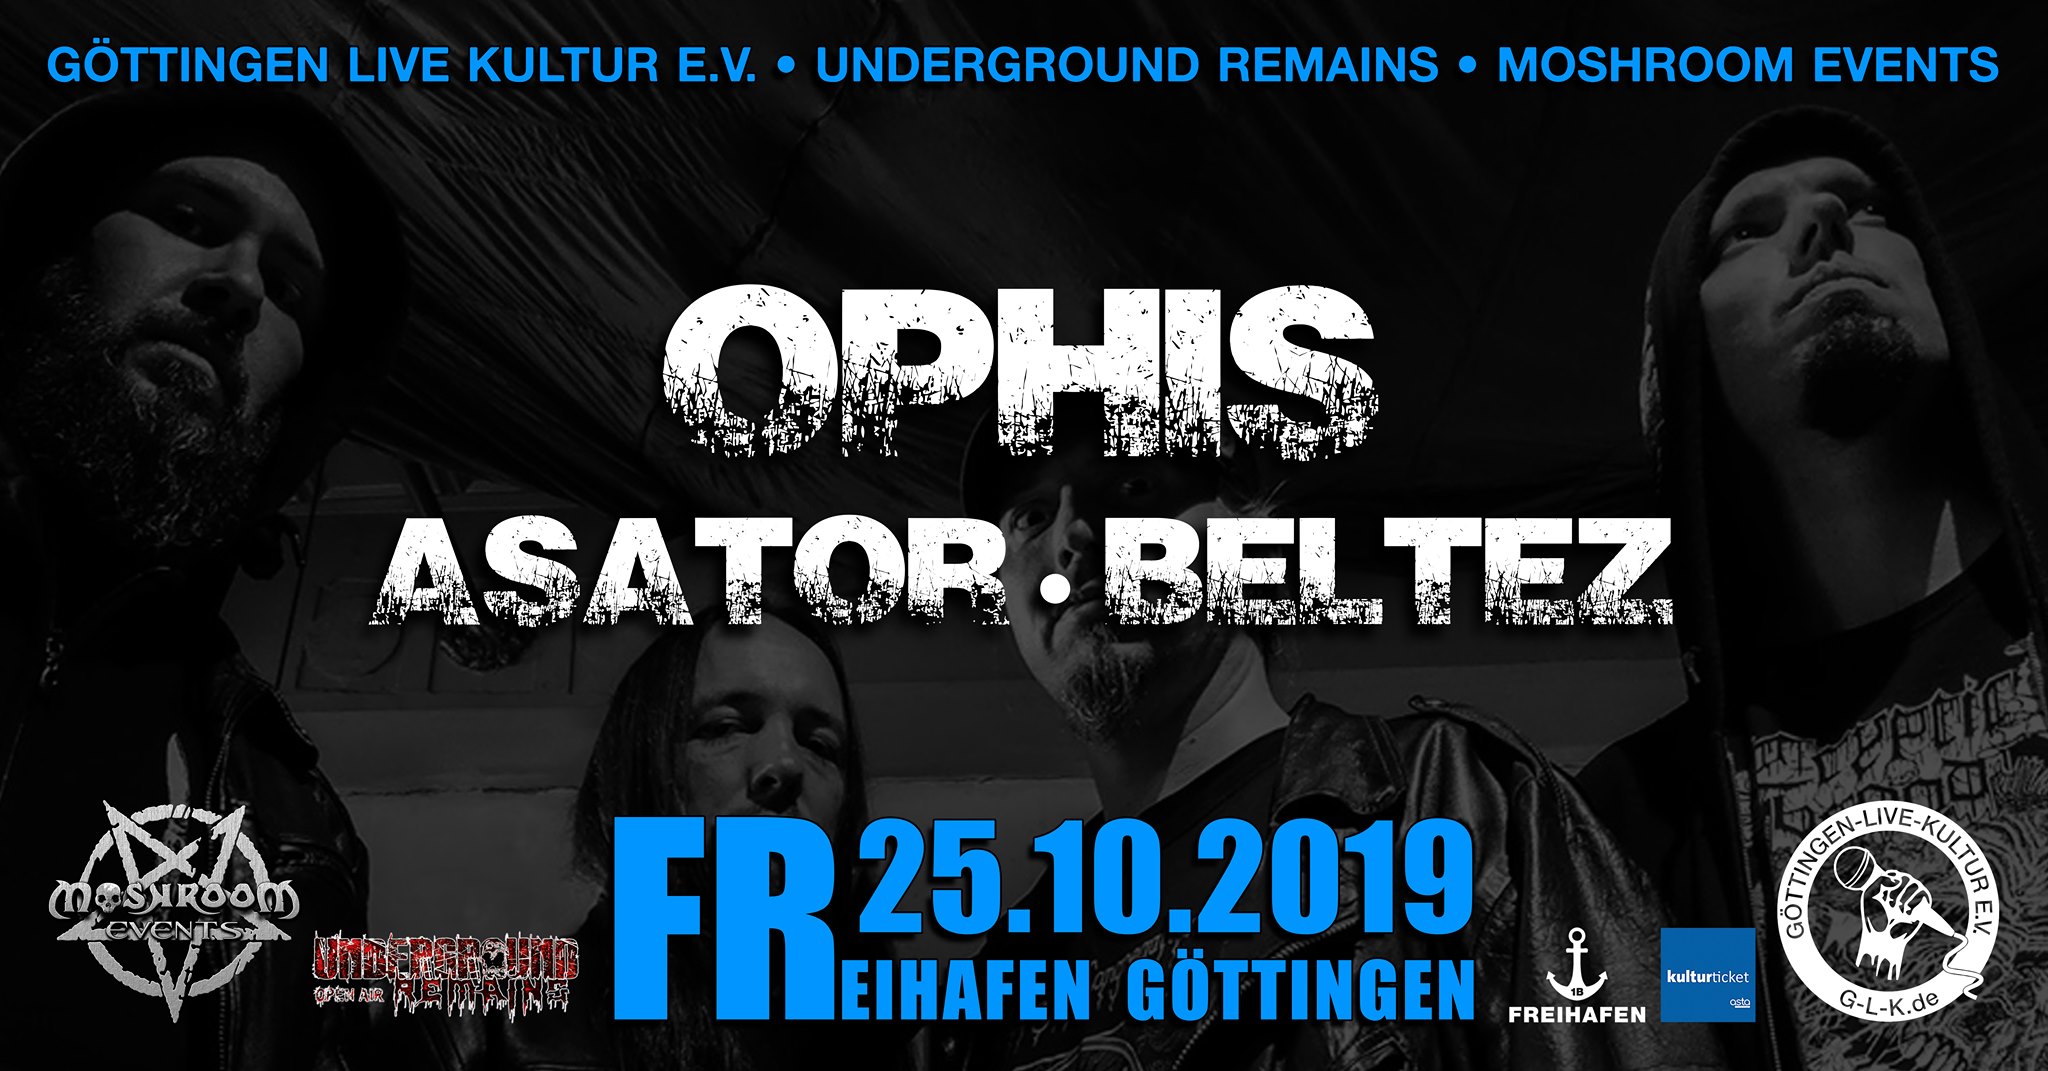 GÖTTINGEN LIVE KULTUR E.V. • UNDERGROUND REMAINS • MOSHROOM EVENTS
OPHIS
ASATOR • BELTEZ
FR 25.10.2019
FREIHAFEN GÖTTINGEN
MOSHROOM
EVENTS
UNDERGROUND
OPEN AIR REMAINS
1B
FREIHAFEN
kulturticket
asta
GÖTTINGEN-LIVE-KULTUR E.V.
G-L-K.de